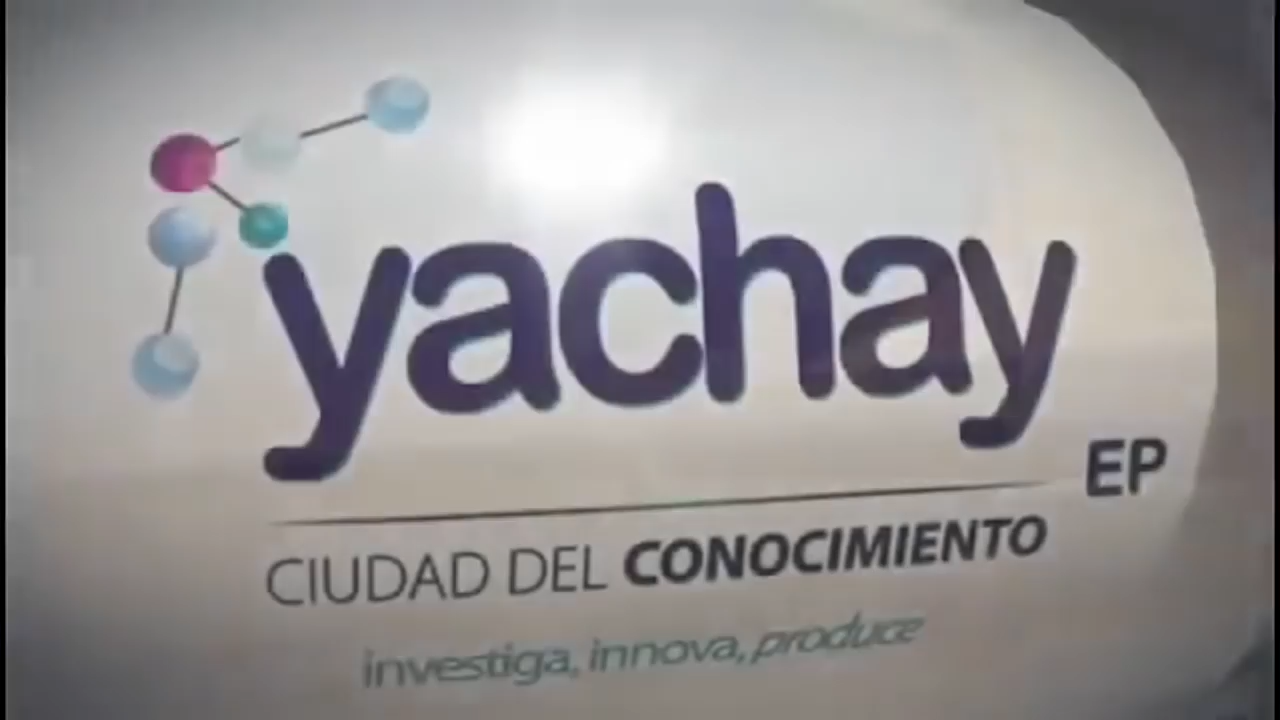 yachay
EP
CIUDAD DEL CONOCIMIENTO
investiga, innova, produce